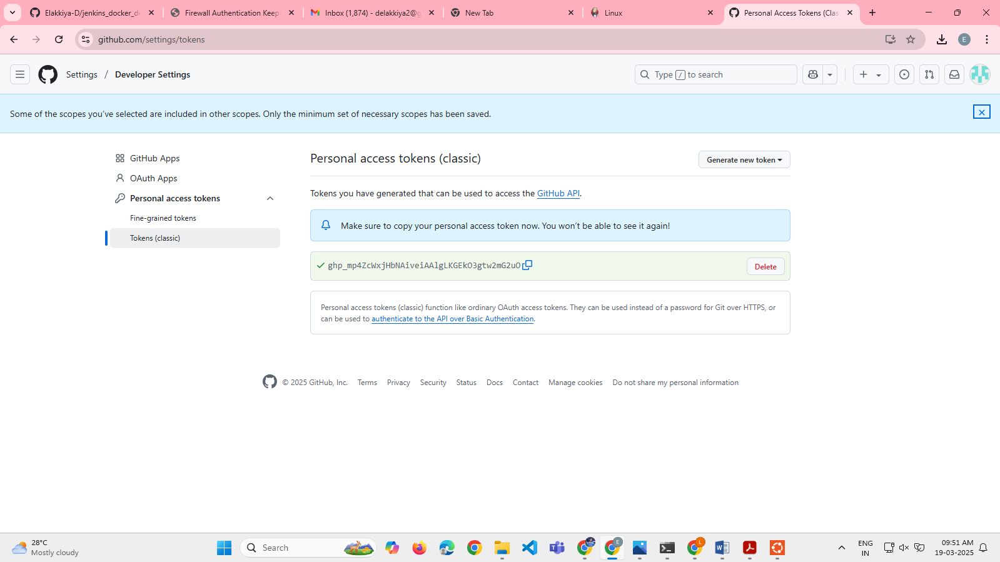 Elakkiya-D/jenkins_docker_de
Firewall Authentication Keep
Inbox (1,874) - delakkiya2@g
New Tab
Linux
Personal Access Tokens (Clas
github.com/settings/tokens
E
Settings / Developer Settings
Type / to search
Some of the scopes you've selected are included in other scopes. Only the minimum set of necessary scopes has been saved.
GitHub Apps
OAuth Apps
Personal access tokens
Fine-grained tokens
Tokens (classic)
Personal access tokens (classic)
Generate new token
Tokens you have generated that can be used to access the GitHub API.
Make sure to copy your personal access token now. You won't be able to see it again!
Delete
Personal access tokens (classic) function like ordinary OAuth access tokens. They can be used instead of a password for Git over HTTPS, or
can be used to authenticate to the API over Basic Authentication.
© 2025 GitHub, Inc. Terms Privacy Security Status Docs Contact Manage cookies Do not share my personal information
28°C
Mostly cloudy
Search
E
L
ENG
IN
09:51 AM
19-03-2025